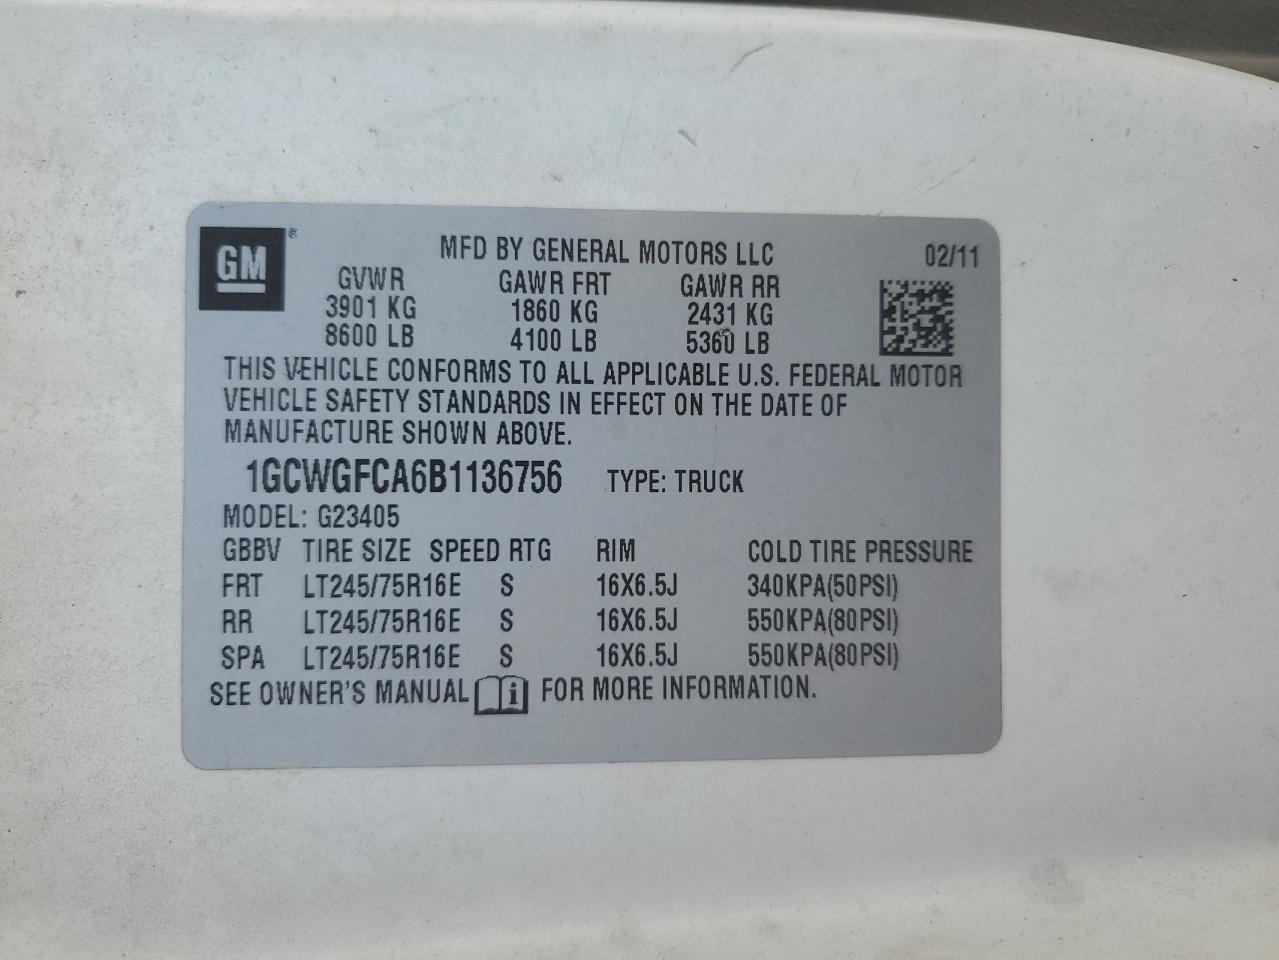 GM ®
MFD BY GENERAL MOTORS LLC 02/11
GVWR GAWR FRT GAWR RR
3901 KG 1860 KG 2431 KG
8600 LB 4100 LB 5360 LB
THIS VEHICLE CONFORMS TO ALL APPLICABLE U.S. FEDERAL MOTOR
VEHICLE SAFETY STANDARDS IN EFFECT ON THE DATE OF
MANUFACTURE SHOWN ABOVE.
1GCWGFCA6B1136756 TYPE: TRUCK
MODEL: G23405
GBBV TIRE SIZE SPEED RTG RIM COLD TIRE PRESSURE
FRT LT245/75R16E S 16X6.5J 340KPA(50PSI)
RR LT245/75R16E S 16X6.5J 550KPA(80PSI)
SPA LT245/75R16E S 16X6.5J 550KPA(80PSI)
SEE OWNER'S MANUAL i FOR MORE INFORMATION.